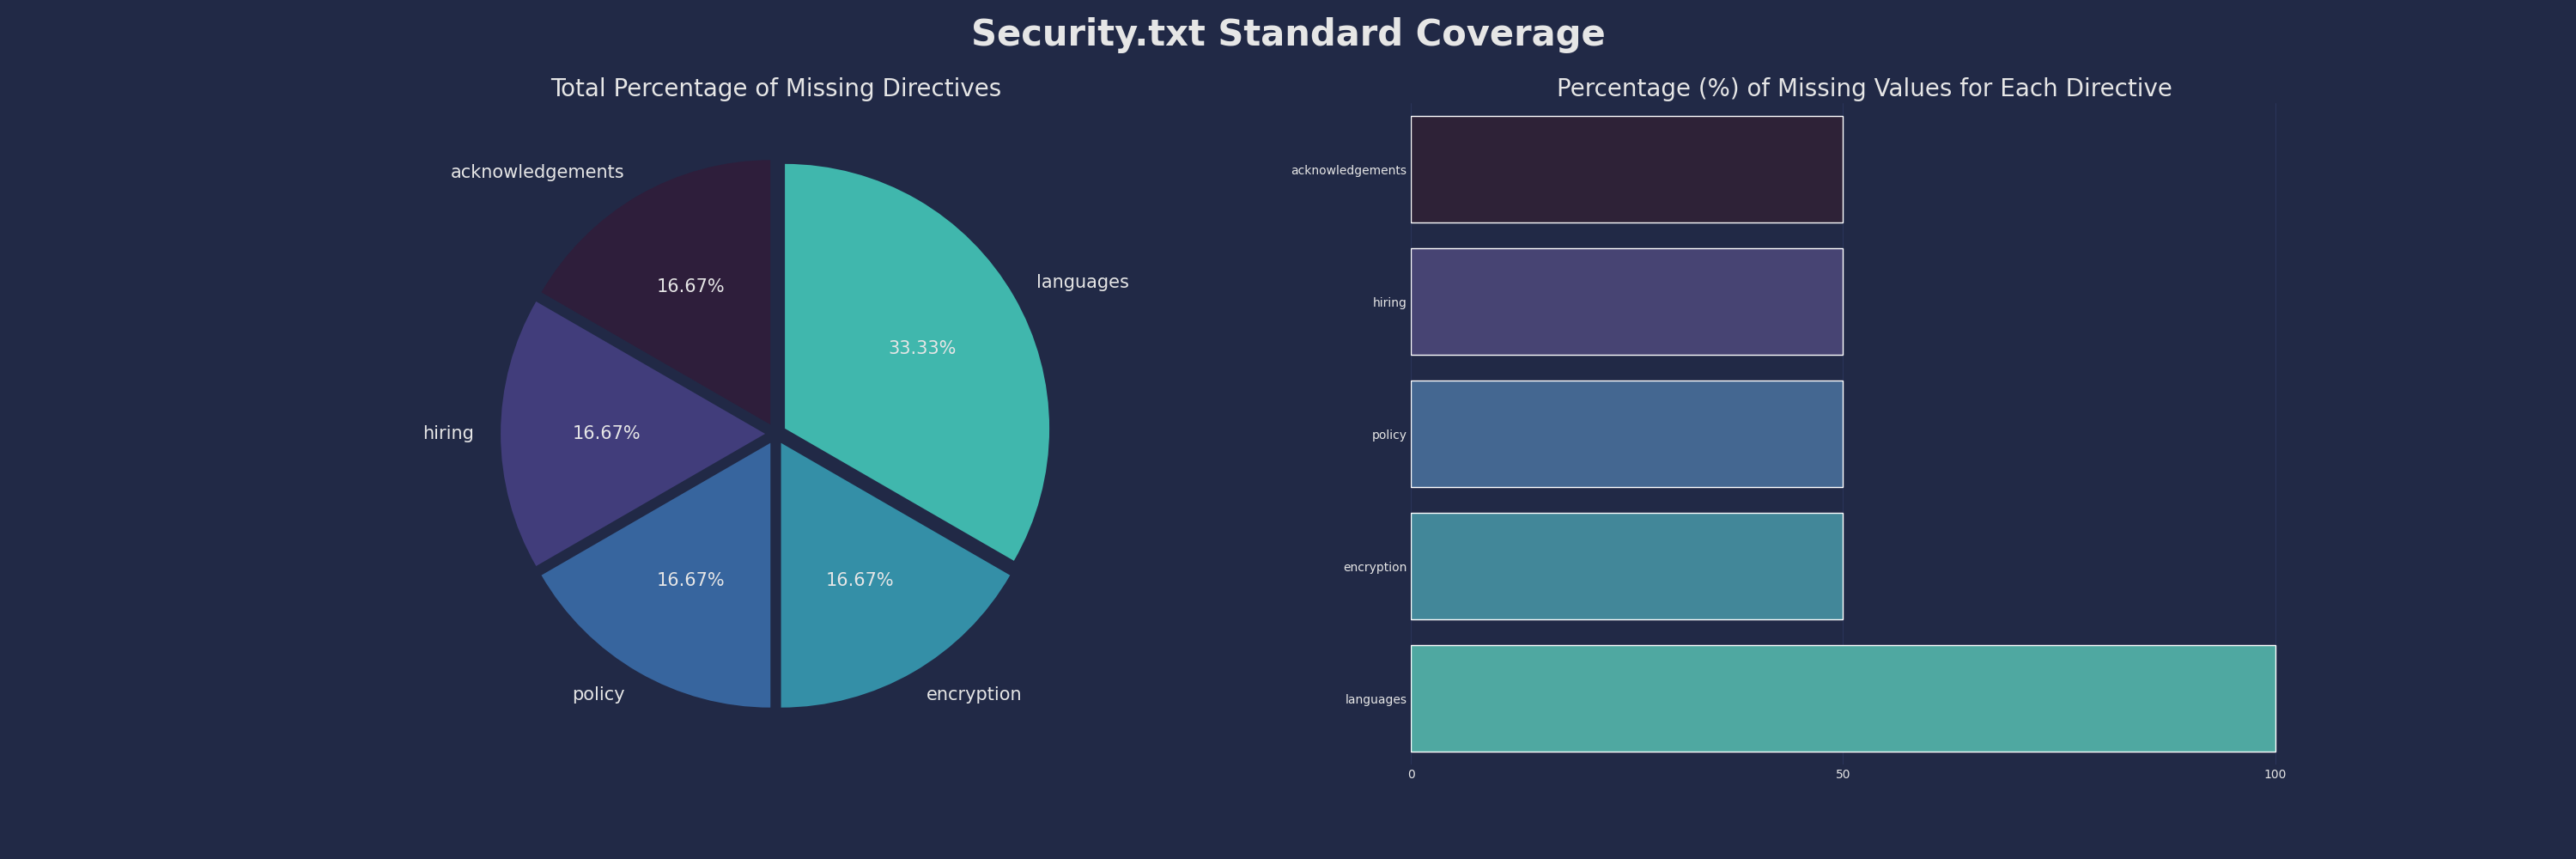 Security.txt Standard Coverage
Total Percentage of Missing Directives
acknowledgements
16.67%
languages
33.33%
hiring
16.67%
policy
16.67%
encryption
16.67%
Percentage (%) of Missing Values for Each Directive
acknowledgements
hiring
policy
encryption
languages
0 50 100